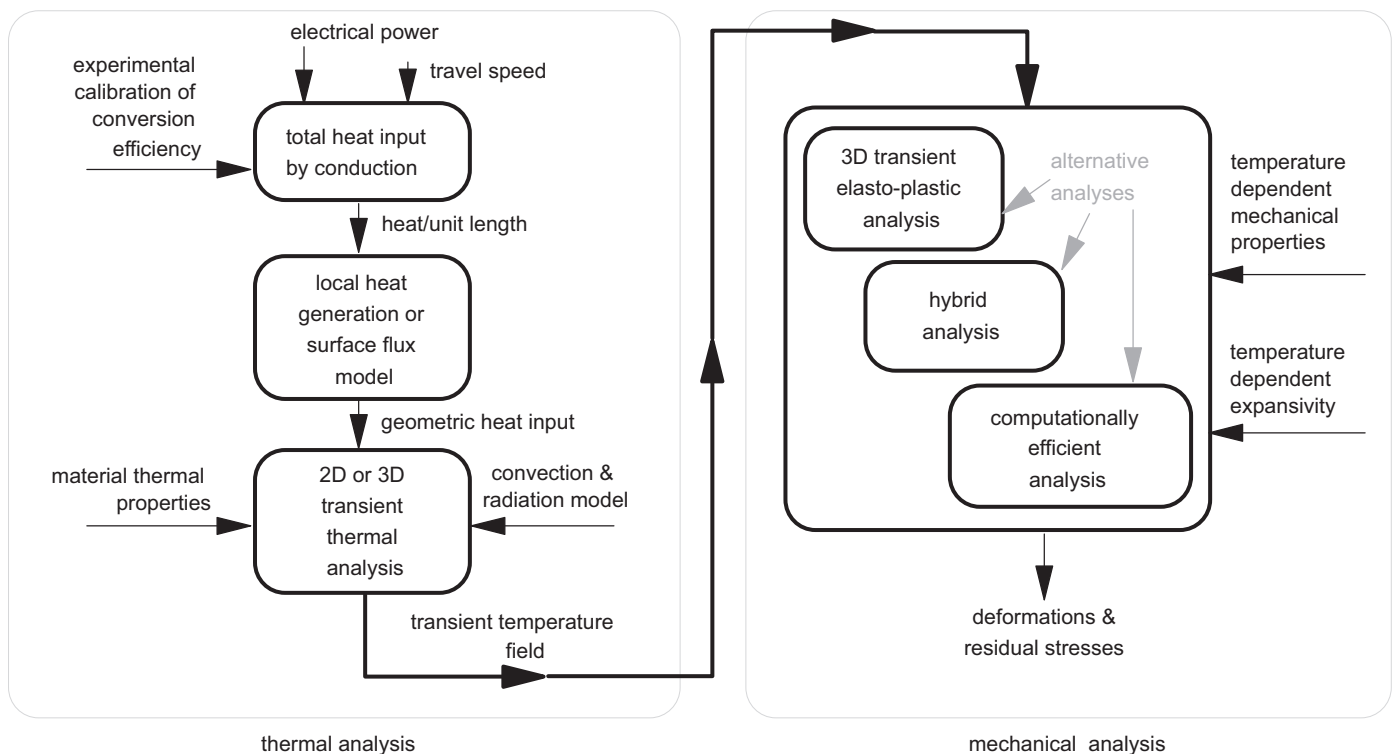 electrical power
travel speed
experimental
calibration of
conversion
efficiency
total heat input
by conduction
heat/unit length
local heat
generation or
surface flux
model
geometric heat input
material thermal
properties
2D or 3D
transient
thermal
analysis
convection &
radiation model
transient temperature
field
thermal analysis
3D transient
elasto-plastic
analysis
alternative
analyses
hybrid
analysis
computationally
efficient
analysis
temperature
dependent
mechanical
properties
temperature
dependent
expansivity
deformations &
residual stresses
mechanical analysis